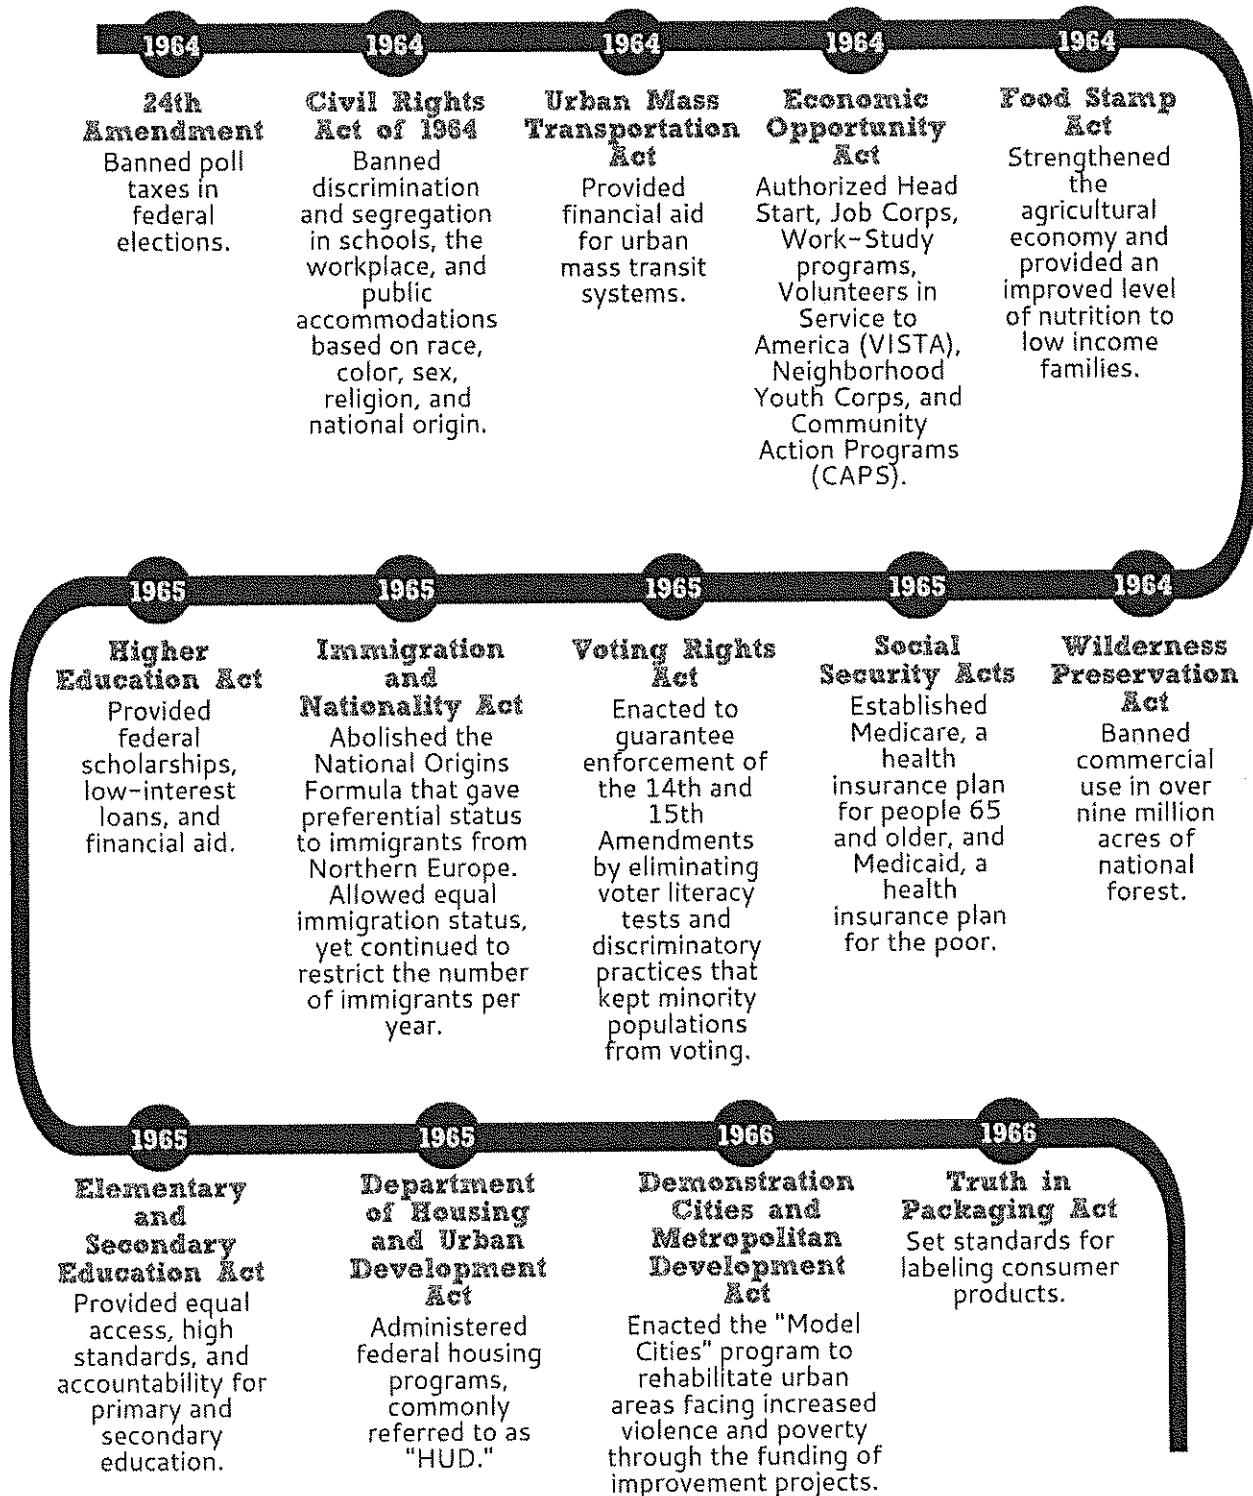 1964
24th
Amendment
Banned poll
taxes in
federal
elections.
1964
Civil Rights
Act of 1964
Banned
discrimination
and segregation
in schools, the
workplace, and
public
accommodations
based on race,
color, sex,
religion, and
national origin.
1964
Urban Mass
Transportation
Act
Provided
financial aid
for urban
mass transit
systems.
1964
Economic
Opportunity
Act
Authorized Head
Start, Job Corps,
Work-Study
programs,
Volunteers in
Service to
America (VISTA),
Neighborhood
Youth Corps, and
Community
Action Programs
(CAPS).
1964
Food Stamp
Act
Strengthened
the
agricultural
economy and
provided an
improved level
of nutrition to
low income
families.
1964
Wilderness
Preservation
Act
Banned
commercial
use in over
nine million
acres of
national
forest.
1965
Social
Security Acts
Established
Medicare, a
health
insurance plan
for people 65
and older, and
Medicaid, a
health
insurance plan
for the poor.
1965
Voting Rights
Act
Enacted to
guarantee
enforcement of
the 14th and
15th
Amendments
by eliminating
voter literacy
tests and
discriminatory
practices that
kept minority
populations
from voting.
1965
Immigration
and
Nationality Act
Abolished the
National Origins
Formula that gave
preferential status
to immigrants from
Northern Europe.
Allowed equal
immigration status,
yet continued to
restrict the number
of immigrants per
year.
1965
Higher
Education Act
Provided
federal
scholarships,
low-interest
loans, and
financial aid.
1965
Elementary
and
Secondary
Education Act
Provided equal
access, high
standards, and
accountability for
primary and
secondary
education.
1965
Department
of Housing
and Urban
Development
Act
Administered
federal housing
programs,
commonly
referred to as
"HUD."
1966
Demonstration
Cities and
Metropolitan
Development
Act
Enacted the "Model
Cities" program to
rehabilitate urban
areas facing increased
violence and poverty
through the funding of
improvement projects.
1966
Truth in
Packaging Act
Set standards for
labeling consumer
products.